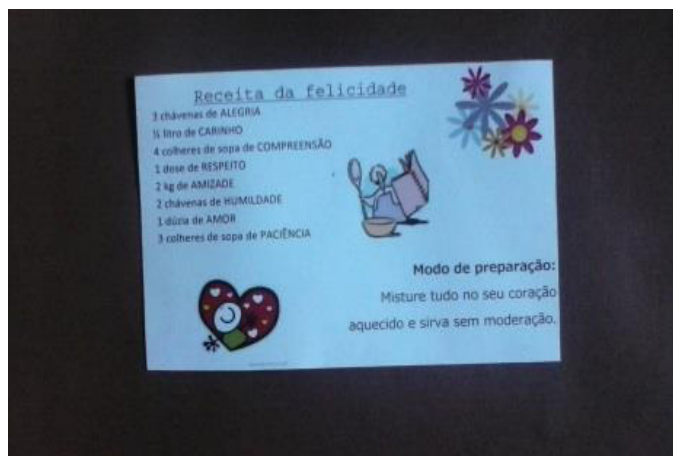 Receita da felicidade
3 chávenas de ALEGRIA
½ litro de CARINHO
4 colheres de sopa de COMPREENSÃO
1 dose de RESPEITO
2 kg de AMIZADE
2 chávenas de HUMILDADE
1 dúzia de AMOR
3 colheres de sopa de PACIÊNCIA
Modo de preparação:
Misture tudo no seu coração
aquecido e sirva sem moderação.